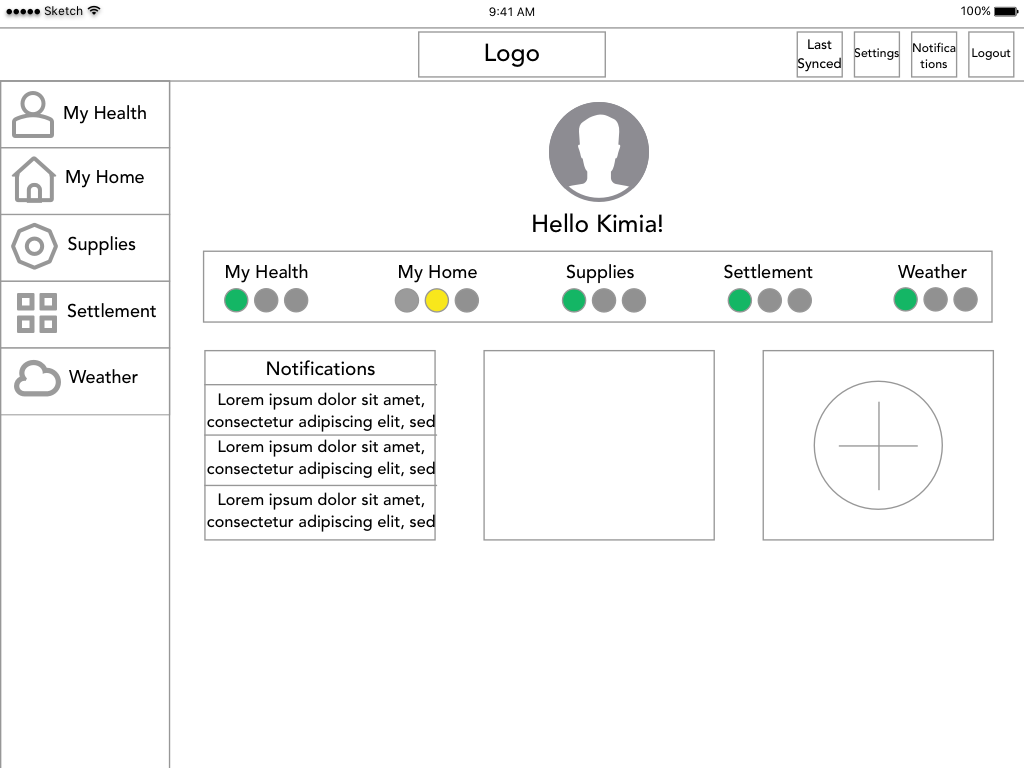 Sketch
9:41 AM
100%
Logo
Last
Synced
Settings
Notifica
tions
Logout
My Health
My Home
Supplies
Settlement
Weather
Hello Kimia!
My Health
My Home
Supplies
Settlement
Weather
Notifications
Lorem ipsum dolor sit amet,
consectetur adipiscing elit, sed
Lorem ipsum dolor sit amet,
consectetur adipiscing elit, sed
Lorem ipsum dolor sit amet,
consectetur adipiscing elit, sed